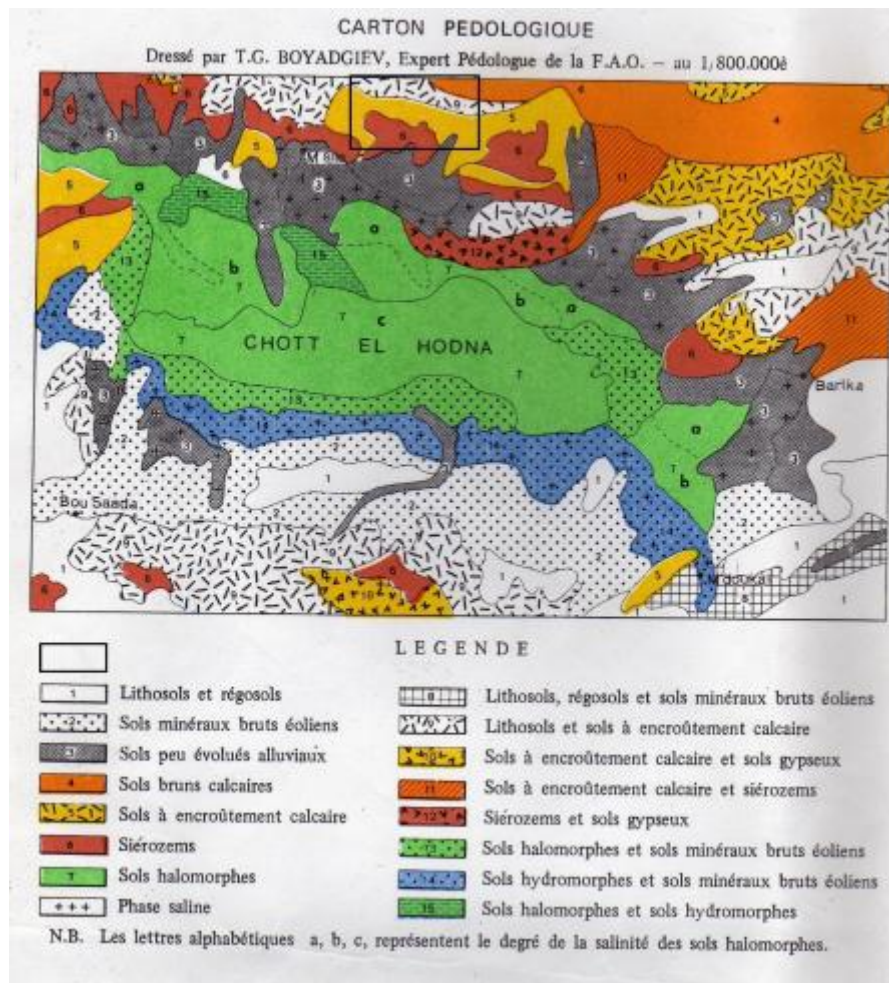 CARTON PEDOLOGIQUE
Dressé par T.G. BOYADGIEV, Expert Pédologue de la F.A.O. – au 1/800.000è
CHOTT EL HODNA
Barika
Bou Saada
M'douka
LEGENDE
1 Lithosols et régosols
2 Sols minéraux bruts éoliens
3 Sols peu évolués alluviaux
4 Sols bruns calcaires
5 Sols à encroûtement calcaire
6 Siérozems
7 Sols halomorphes
+++ Phase saline
8 Lithosols, régosols et sols minéraux bruts éoliens
9 Lithosols et sols à encroûtement calcaire
10 Sols à encroûtement calcaire et sols gypseux
11 Sols à encroûtement calcaire et siérozems
12 Siérozems et sols gypseux
13 Sols halomorphes et sols minéraux bruts éoliens
14 Sols hydromorphes et sols minéraux bruts éoliens
15 Sols halomorphes et sols hydromorphes
N.B. Les lettres alphabétiques a, b, c, représentent le degré de la salinité des sols halomorphes.